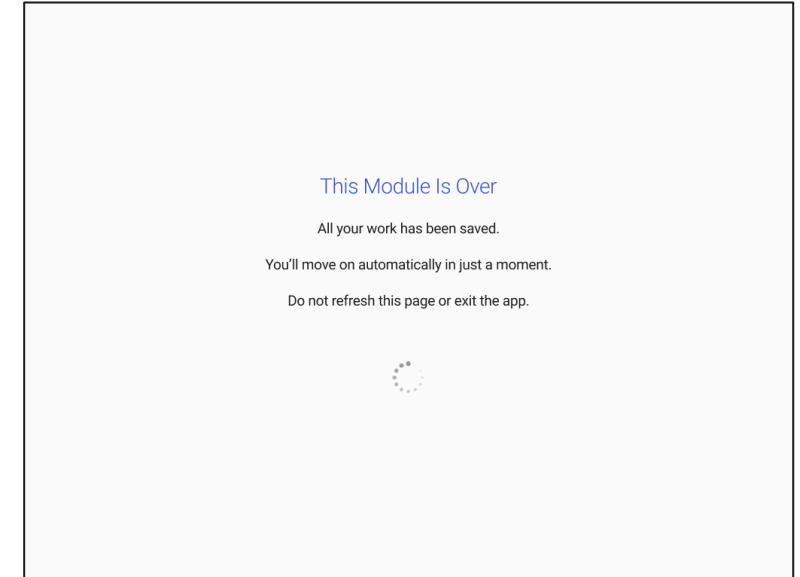 This Module Is Over
All your work has been saved.
You’ll move on automatically in just a moment.
Do not refresh this page or exit the app.